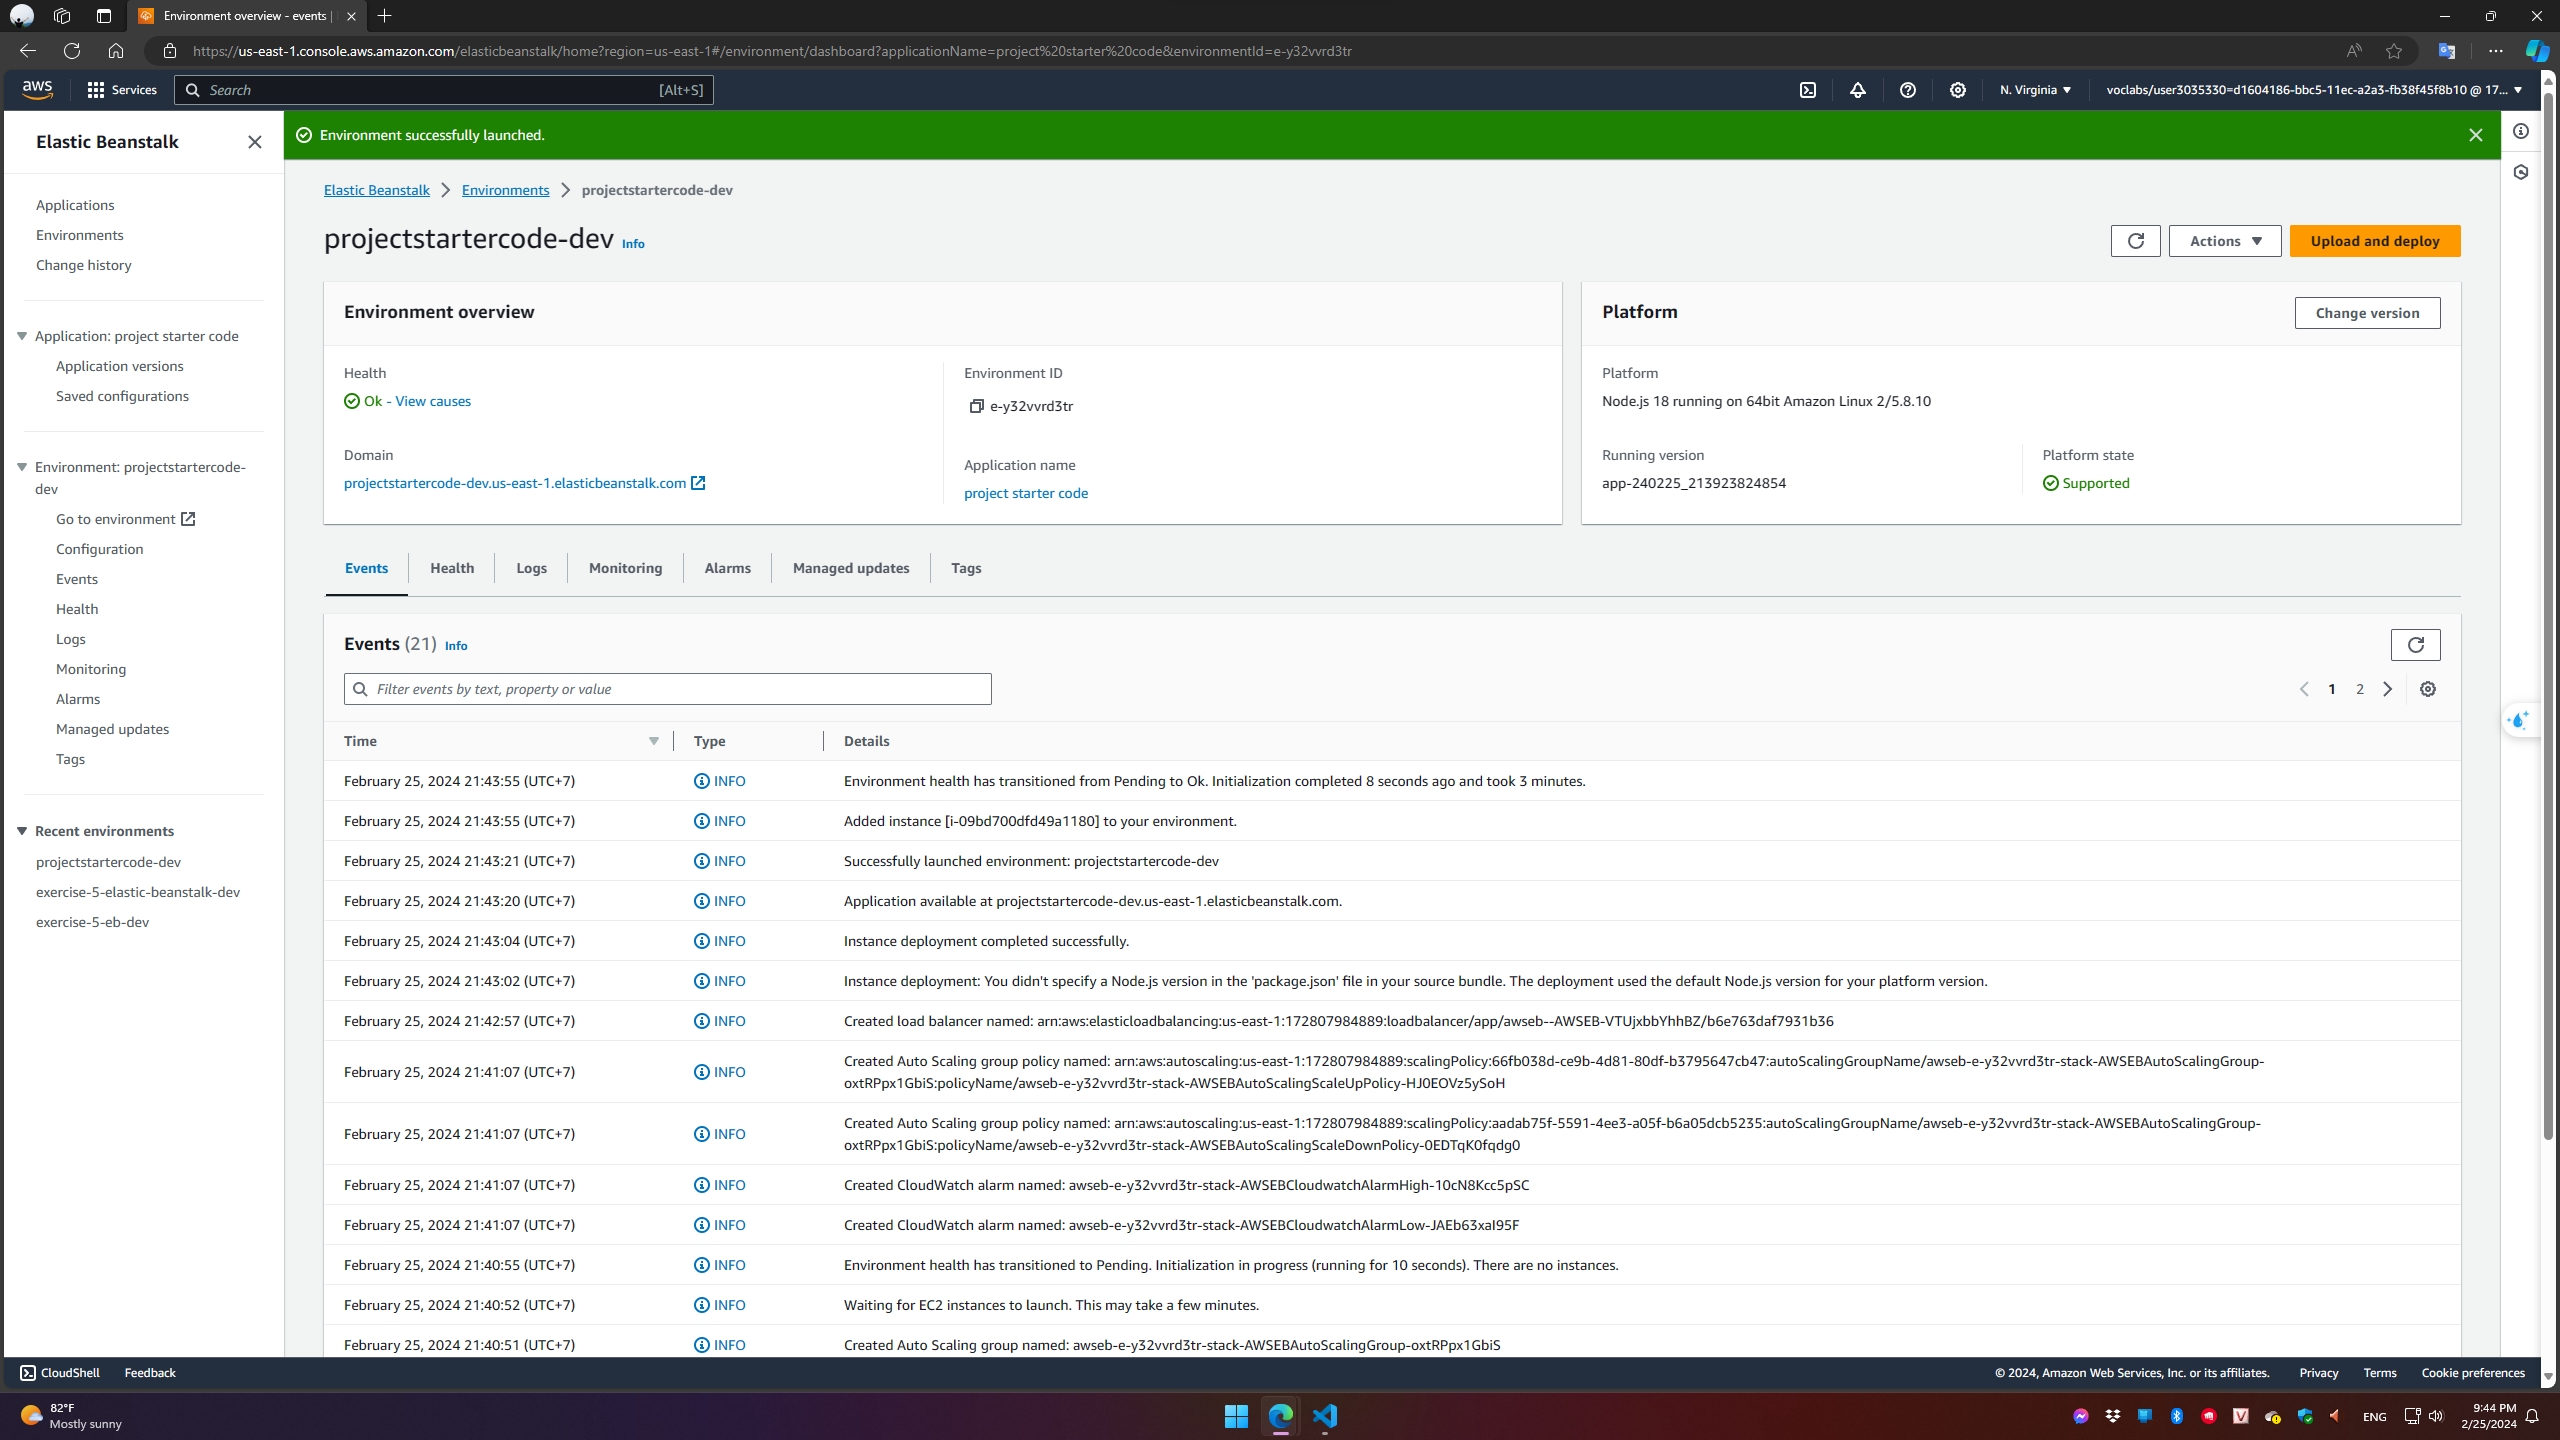 Environment overview - events |
https://us-east-1.console.aws.amazon.com/elasticbeanstalk/home?region=us-east-1#/environment/dashboard?applicationName=project%20starter%20code&environmentId=e-y32vvrd3tr
aws
Services
Search
[Alt+S]
N. Virginia
voclabs/user3035330=d1604186-bbc5-11ec-a2a3-fb38f45f8b10 @ 17...
Elastic Beanstalk
Applications
Environments
Change history
Application: project starter code
Application versions
Saved configurations
Environment: projectstartercode-
dev
Go to environment
Configuration
Events
Health
Logs
Monitoring
Alarms
Managed updates
Tags
Recent environments
projectstartercode-dev
exercise-5-elastic-beanstalk-dev
exercise-5-eb-dev
Environment successfully launched.
Elastic Beanstalk
Environments
projectstartercode-dev
projectstartercode-dev Info
Actions
Upload and deploy
Environment overview
Health
Ok - View causes
Domain
projectstartercode-dev.us-east-1.elasticbeanstalk.com
Environment ID
e-y32vvrd3tr
Application name
project starter code
Platform
Change version
Platform
Node.js 18 running on 64bit Amazon Linux 2/5.8.10
Running version
app-240225_213923824854
Platform state
Supported
Events
Health
Logs
Monitoring
Alarms
Managed updates
Tags
Events (21) Info
Filter events by text, property or value
1
2
Time Type Details
February 25, 2024 21:43:55 (UTC+7) INFO Environment health has transitioned from Pending to Ok. Initialization completed 8 seconds ago and took 3 minutes.
February 25, 2024 21:43:55 (UTC+7) INFO Added instance [i-09bd700dfd49a1180] to your environment.
February 25, 2024 21:43:21 (UTC+7) INFO Successfully launched environment: projectstartercode-dev
February 25, 2024 21:43:20 (UTC+7) INFO Application available at projectstartercode-dev.us-east-1.elasticbeanstalk.com.
February 25, 2024 21:43:04 (UTC+7) INFO Instance deployment completed successfully.
February 25, 2024 21:43:02 (UTC+7) INFO Instance deployment: You didn't specify a Node.js version in the 'package.json' file in your source bundle. The deployment used the default Node.js version for your platform version.
February 25, 2024 21:42:57 (UTC+7) INFO Created load balancer named: arn:aws:elasticloadbalancing:us-east-1:172807984889:loadbalancer/app/awseb--AWSEB-VTUjxbbYhhBZ/b6e763daf7931b36
February 25, 2024 21:41:07 (UTC+7) INFO Created Auto Scaling group policy named: arn:aws:autoscaling:us-east-1:172807984889:scalingPolicy:66fb038d-ce9b-4d81-80df-b3795647cb47:autoScalingGroupName/awseb-e-y32vvrd3tr-stack-AWSEBAutoScalingGroup-
oxtRPpx1GbiS:policyName/awseb-e-y32vvrd3tr-stack-AWSEBAutoScalingScaleUpPolicy-HJ0EOVz5ySoH
February 25, 2024 21:41:07 (UTC+7) INFO Created Auto Scaling group policy named: arn:aws:autoscaling:us-east-1:172807984889:scalingPolicy:aadab75f-5591-4ee3-a05f-b6a05dcb5235:autoScalingGroupName/awseb-e-y32vvrd3tr-stack-AWSEBAutoScalingGroup-
oxtRPpx1GbiS:policyName/awseb-e-y32vvrd3tr-stack-AWSEBAutoScalingScaleDownPolicy-0EDTqK0fqdg0
February 25, 2024 21:41:07 (UTC+7) INFO Created CloudWatch alarm named: awseb-e-y32vvrd3tr-stack-AWSEBCloudwatchAlarmHigh-10cN8Kcc5pSC
February 25, 2024 21:41:07 (UTC+7) INFO Created CloudWatch alarm named: awseb-e-y32vvrd3tr-stack-AWSEBCloudwatchAlarmLow-JAEb63xaI95F
February 25, 2024 21:40:55 (UTC+7) INFO Environment health has transitioned to Pending. Initialization in progress (running for 10 seconds). There are no instances.
February 25, 2024 21:40:52 (UTC+7) INFO Waiting for EC2 instances to launch. This may take a few minutes.
February 25, 2024 21:40:51 (UTC+7) INFO Created Auto Scaling group named: awseb-e-y32vvrd3tr-stack-AWSEBAutoScalingGroup-oxtRPpx1GbiS
CloudShell
Feedback
© 2024, Amazon Web Services, Inc. or its affiliates.
Privacy
Terms
Cookie preferences
82°F
Mostly sunny
ENG
9:44 PM
2/25/2024